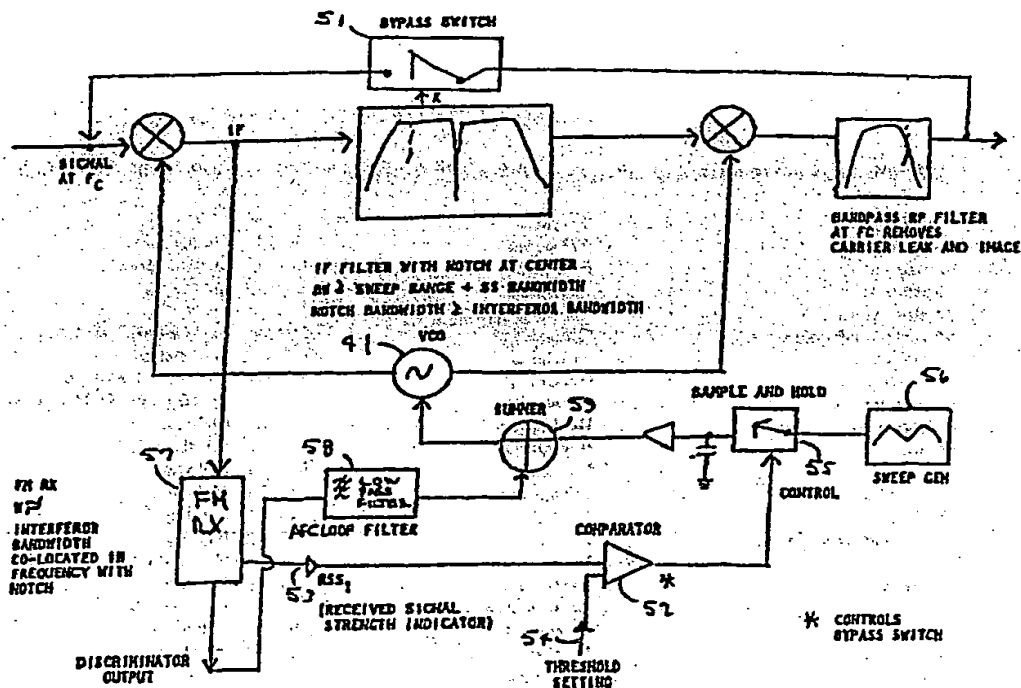 51
BYPASS SWITCH
*
IF
SIGNAL
AT FC
BANDPASS RF FILTER
AT FC REMOVES
CARRIER LEAK AND IMAGE
IF FILTER WITH NOTCH AT CENTER
BW ≥ SWEEP RANGE + SS BANDWIDTH
NOTCH BANDWIDTH ≥ INTERFEROR BANDWIDTH
VCO
41
SUMMER
59
SAMPLE AND HOLD
55
CONTROL
56
SWEEP GEN
57
FM
RX
FM RX
INTERFEROR
BANDWIDTH
CO-LOCATED IN
FREQUENCY WITH
NOTCH
58
LOW
PASS
FILTER
AFC LOOP FILTER
53
RSSI
(RECEIVED SIGNAL
STRENGTH INDICATOR)
COMPARATOR
*
52
54
THRESHOLD
SETTING
DISCRIMINATOR
OUTPUT
* CONTROLS
BYPASS SWITCH